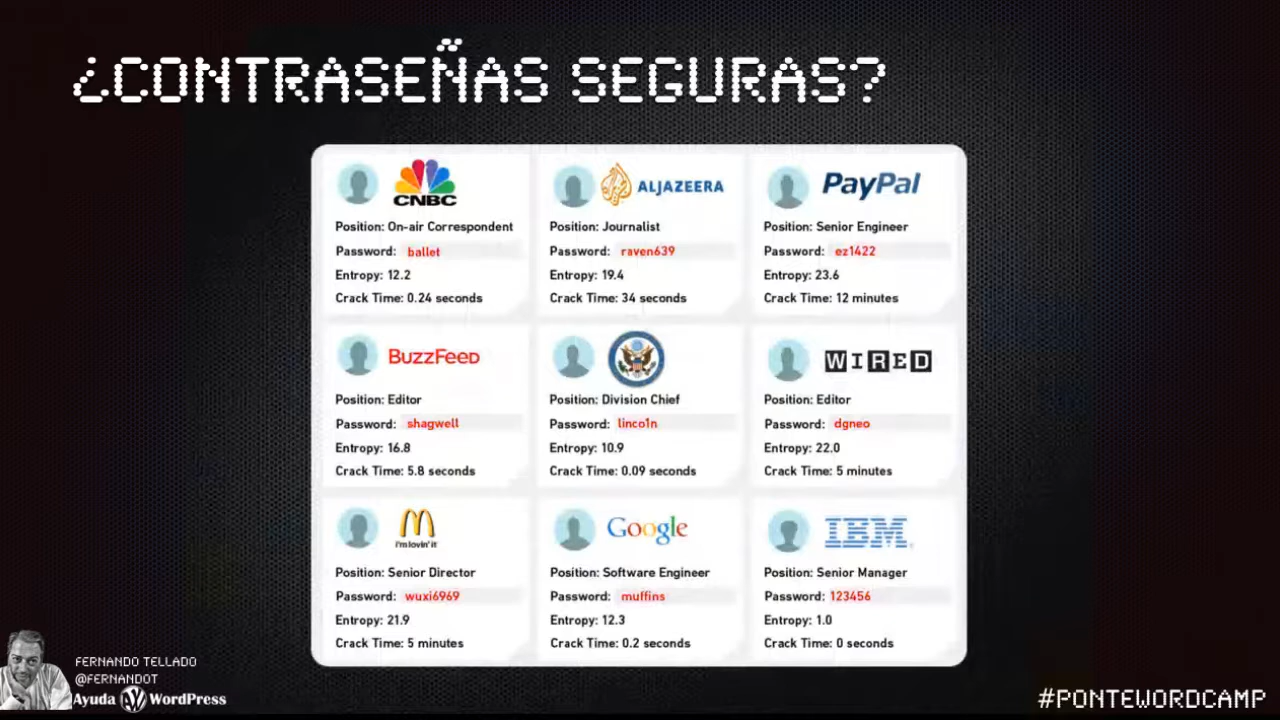 ¿CONTRASEÑAS SEGURAS?
CNBC
Position: On-air Correspondent
Password: ballet
Entropy: 12.2
Crack Time: 0.24 seconds
ALJAZEERA
Position: Journalist
Password: raven639
Entropy: 19.4
Crack Time: 34 seconds
PayPal
Position: Senior Engineer
Password: ez1422
Entropy: 23.6
Crack Time: 12 minutes
BuzzFeed
Position: Editor
Password: shagwell
Entropy: 16.8
Crack Time: 5.8 seconds
Position: Division Chief
Password: linco1n
Entropy: 10.9
Crack Time: 0.09 seconds
WIRED
Position: Editor
Password: dgneo
Entropy: 22.0
Crack Time: 5 minutes
i'm lovin' it
Position: Senior Director
Password: wuxi6969
Entropy: 21.9
Crack Time: 5 minutes
Google
Position: Software Engineer
Password: muffins
Entropy: 12.3
Crack Time: 0.2 seconds
IBM
Position: Senior Manager
Password: 123456
Entropy: 1.0
Crack Time: 0 seconds
FERNANDO TELLADO
@FERNANDOT
Ayuda WordPress
#PONTEWORDCAMP